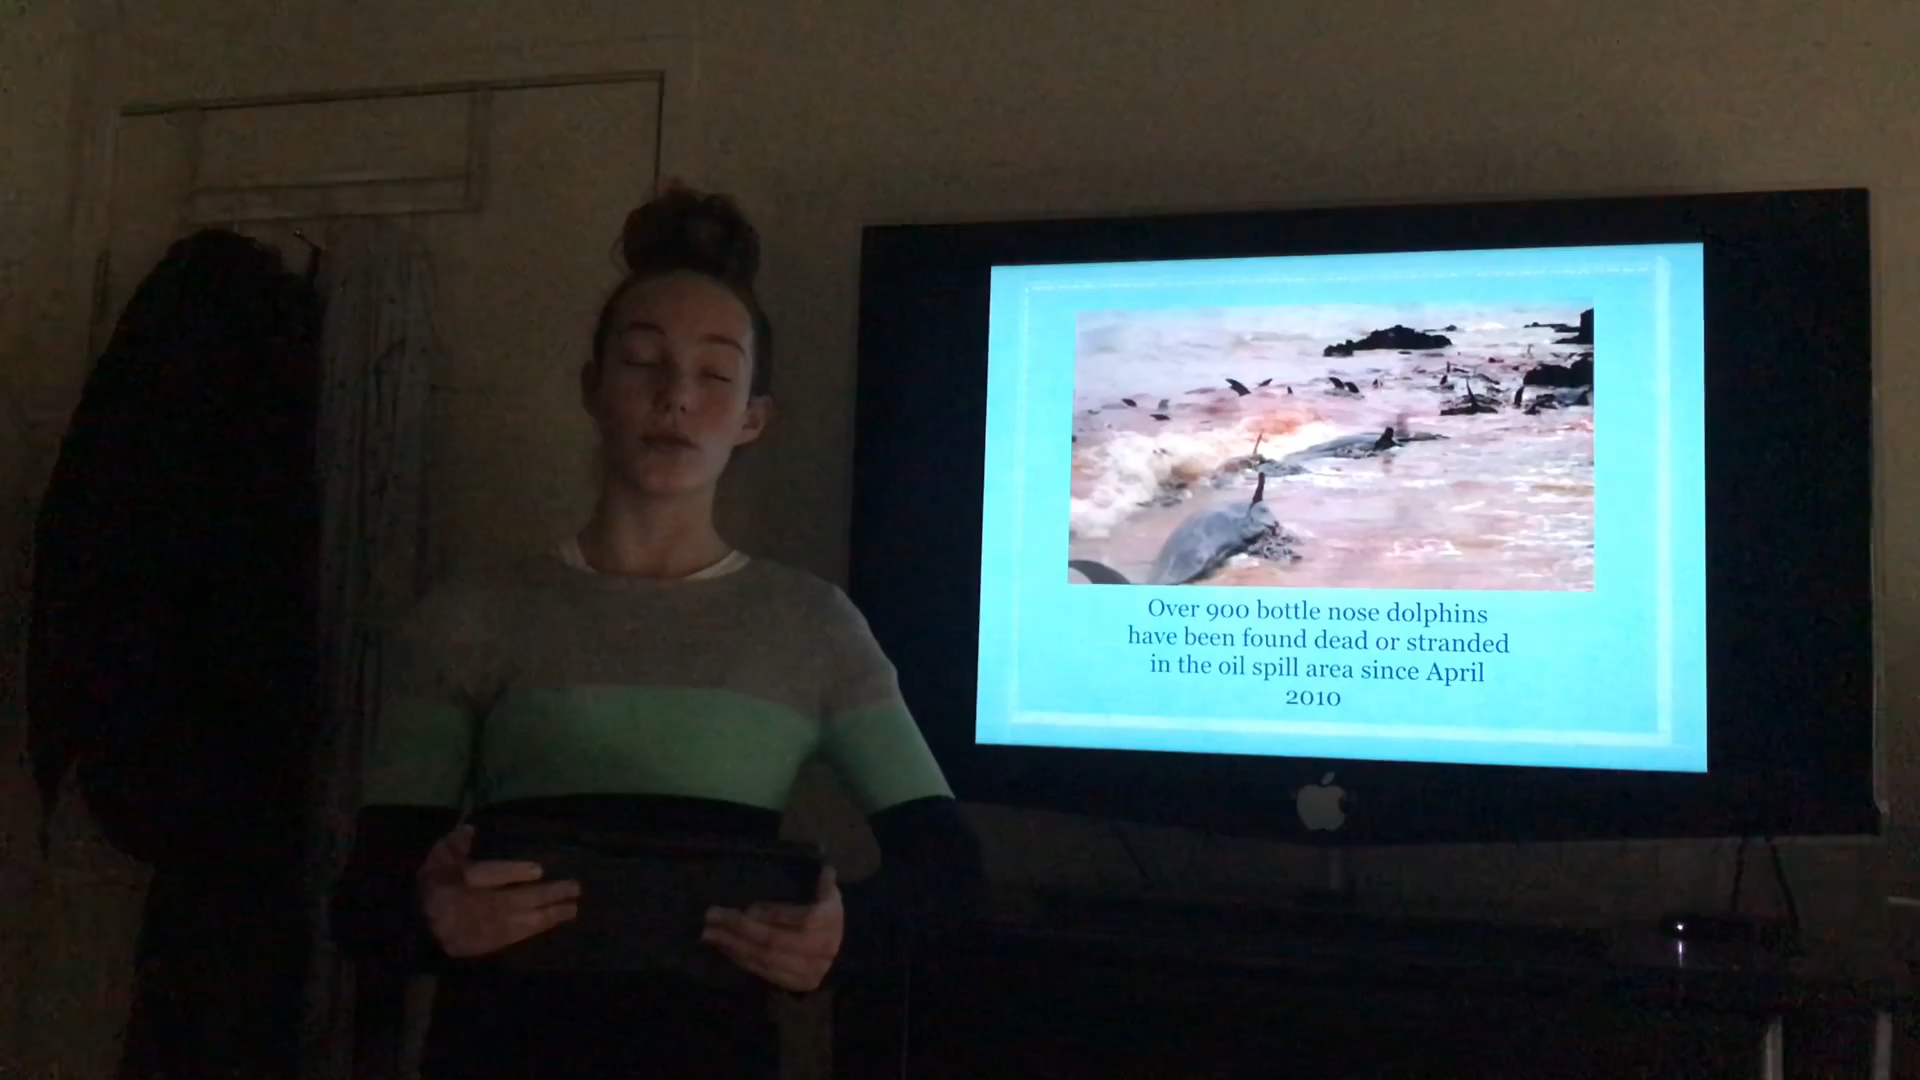 Over 900 bottle nose dolphins
have been found dead or stranded
in the oil spill area since April
2010